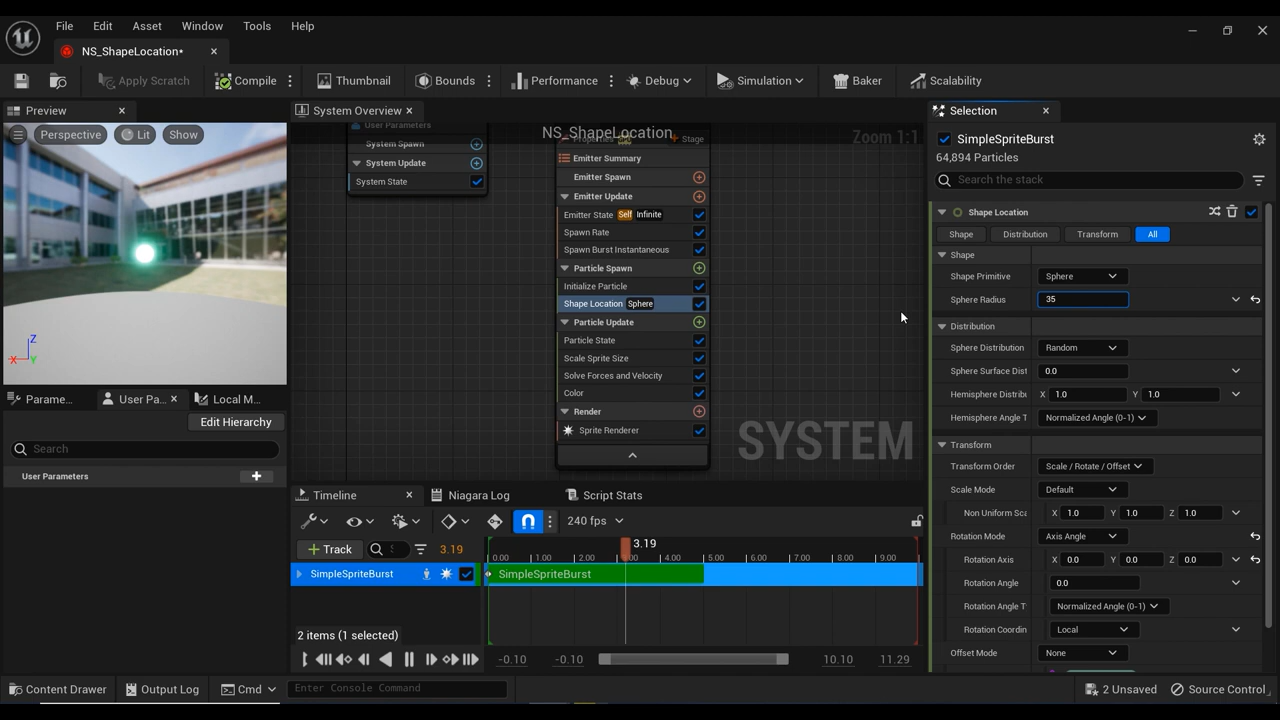 File Edit Asset Window Tools Help
NS_ShapeLocation*
Apply Scratch Compile Thumbnail Bounds Performance Debug Simulation Baker Scalability
Preview
Perspective Lit Show
Z
X Y
Parame... User Pa... Local M...
Edit Hierarchy
Search
User Parameters
System Overview
NS_ShapeLocation
Zoom 1:1
User Parameters
System Spawn
System Update
System State
Properties Stage
Emitter Summary
Emitter Spawn
Emitter Update
Emitter State Self Infinite
Spawn Rate
Spawn Burst Instantaneous
Particle Spawn
Initialize Particle
Shape Location Sphere
Particle Update
Particle State
Scale Sprite Size
Solve Forces and Velocity
Color
Render
Sprite Renderer
SYSTEM
Timeline Niagara Log Script Stats
240 fps
+ Track S 3.19
3.19
0.00 1.00 2.00 4.00 5.00 6.00 7.00 8.00 9.00
SimpleSpriteBurst SimpleSpriteBurst
2 items (1 selected)
-0.10 -0.10 10.10 11.29
Selection
SimpleSpriteBurst
64,894 Particles
Search the stack
Shape Location
Shape Distribution Transform All
Shape
Shape Primitive Sphere
Sphere Radius 35
Distribution
Sphere Distribution Random
Sphere Surface Dist 0.0
Hemisphere Distribu X 1.0 Y 1.0
Hemisphere Angle T Normalized Angle (0-1)
Transform
Transform Order Scale / Rotate / Offset
Scale Mode Default
Non Uniform Sca X 1.0 Y 1.0 Z 1.0
Rotation Mode Axis Angle
Rotation Axis X 0.0 Y 0.0 Z 0.0
Rotation Angle 0.0
Rotation Angle T Normalized Angle (0-1)
Rotation Coordin Local
Offset Mode None
Content Drawer Output Log Cmd Enter Console Command 2 Unsaved Source Control